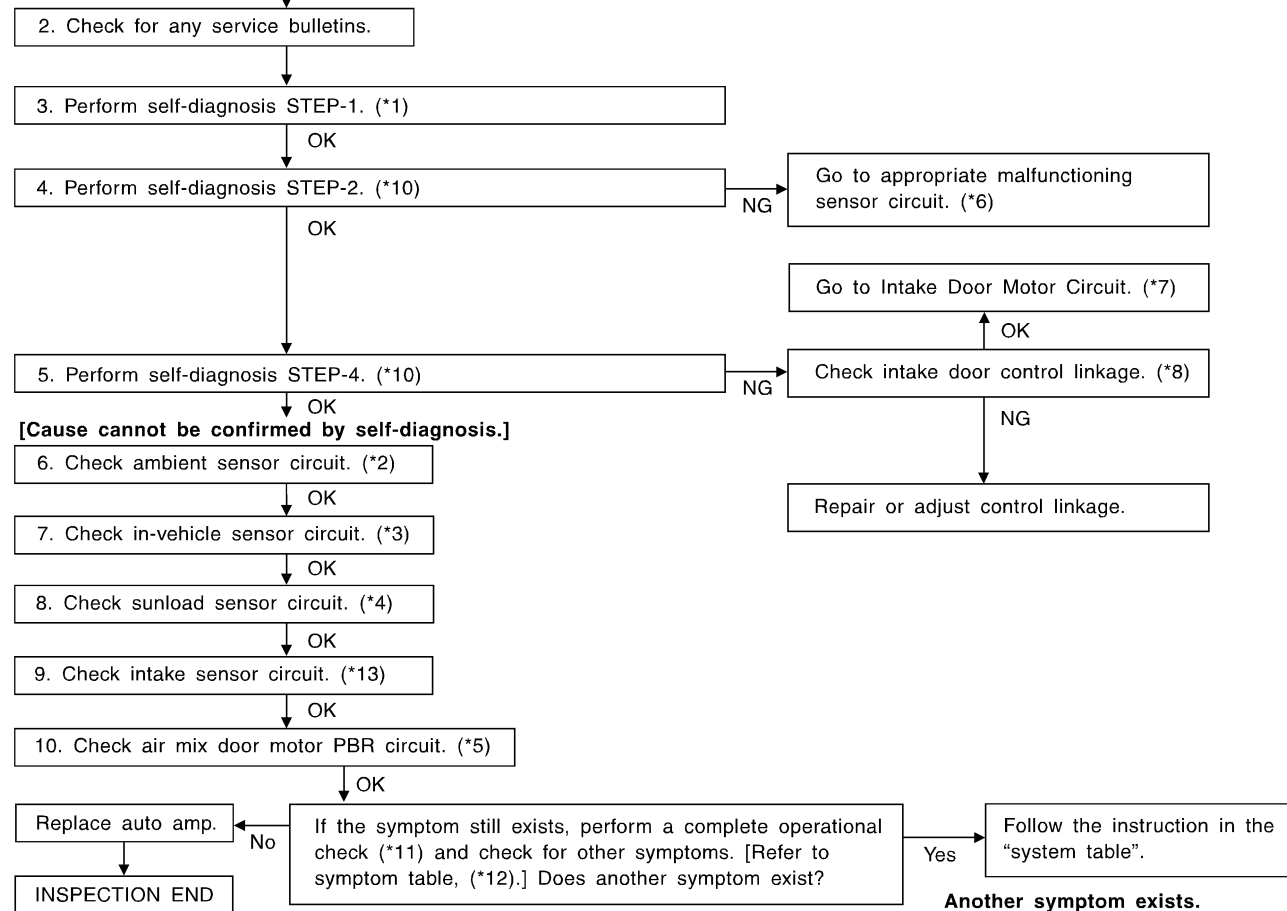 2. Check for any service bulletins.
3. Perform self-diagnosis STEP-1. (*1)
OK
4. Perform self-diagnosis STEP-2. (*10)
NG
Go to appropriate malfunctioning
sensor circuit. (*6)
OK
Go to Intake Door Motor Circuit. (*7)
OK
5. Perform self-diagnosis STEP-4. (*10)
NG
Check intake door control linkage. (*8)
OK
NG
[Cause cannot be confirmed by self-diagnosis.]
6. Check ambient sensor circuit. (*2)
OK
Repair or adjust control linkage.
7. Check in-vehicle sensor circuit. (*3)
OK
8. Check sunload sensor circuit. (*4)
OK
9. Check intake sensor circuit. (*13)
OK
10. Check air mix door motor PBR circuit. (*5)
OK
Replace auto amp.
No
If the symptom still exists, perform a complete operational
check (*11) and check for other symptoms. [Refer to
symptom table, (*12).] Does another symptom exist?
Yes
Follow the instruction in the
“system table”.
INSPECTION END
Another symptom exists.